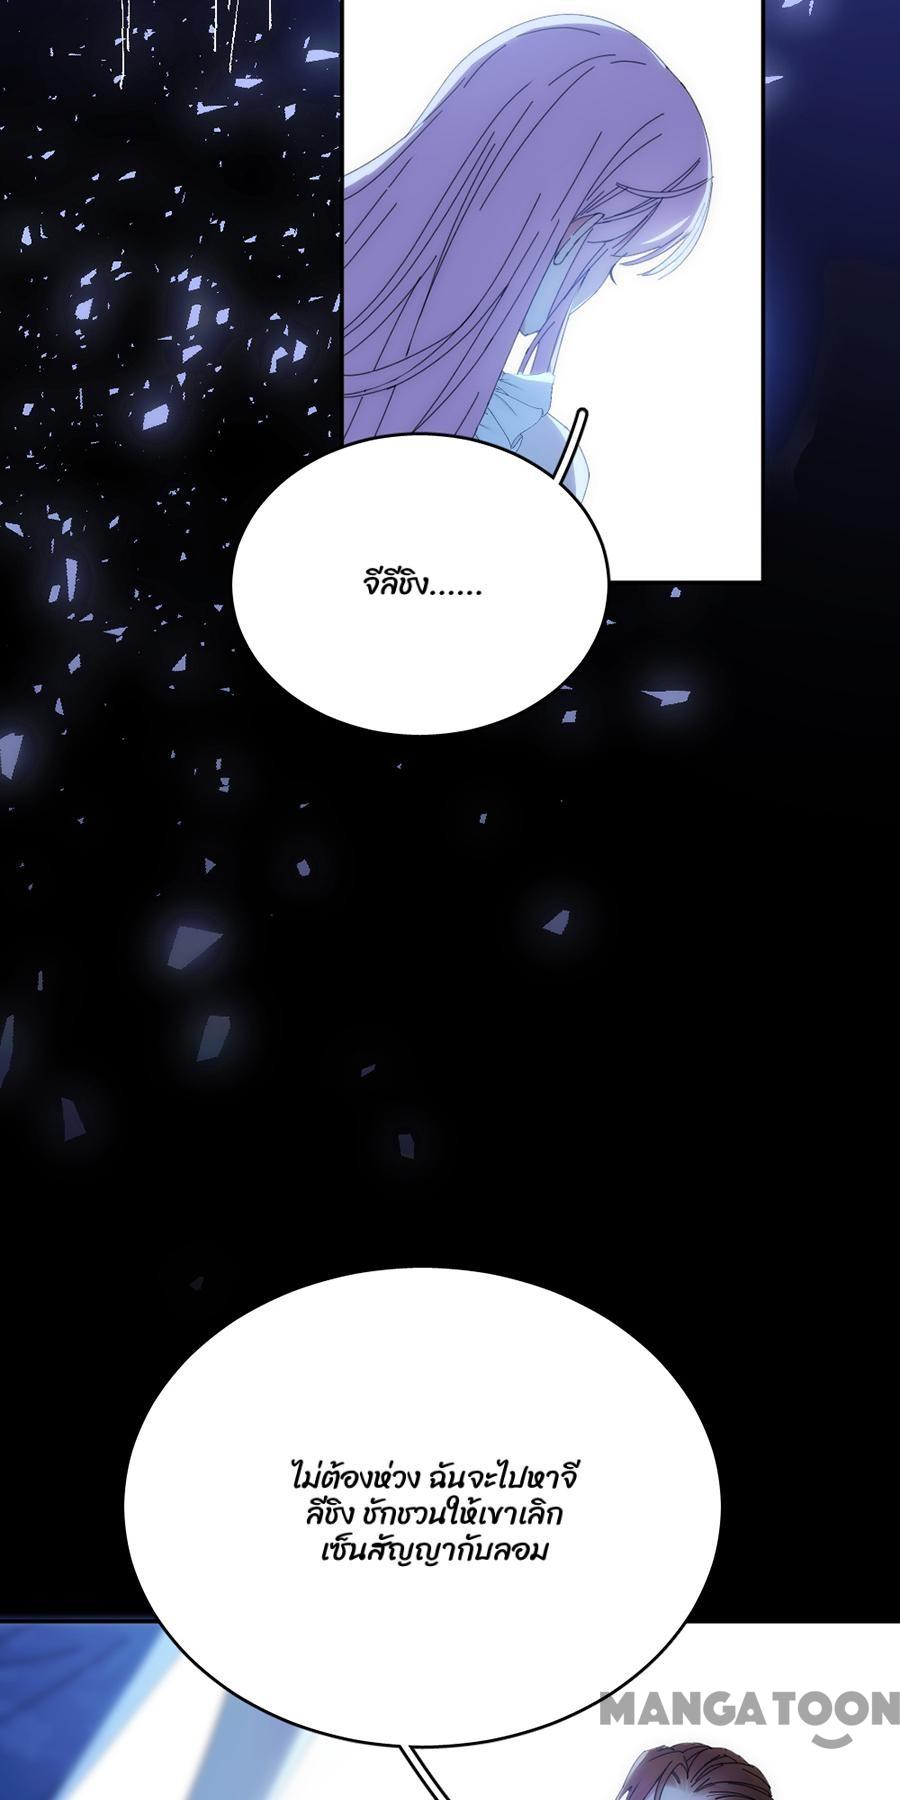 จีลีชิง......
ไม่ต้องห่วง ฉันจะไปหาจี
ลีชิง ชักชวนให้เขาเลิก
เซ็นสัญญากับลอม
MANGATOON